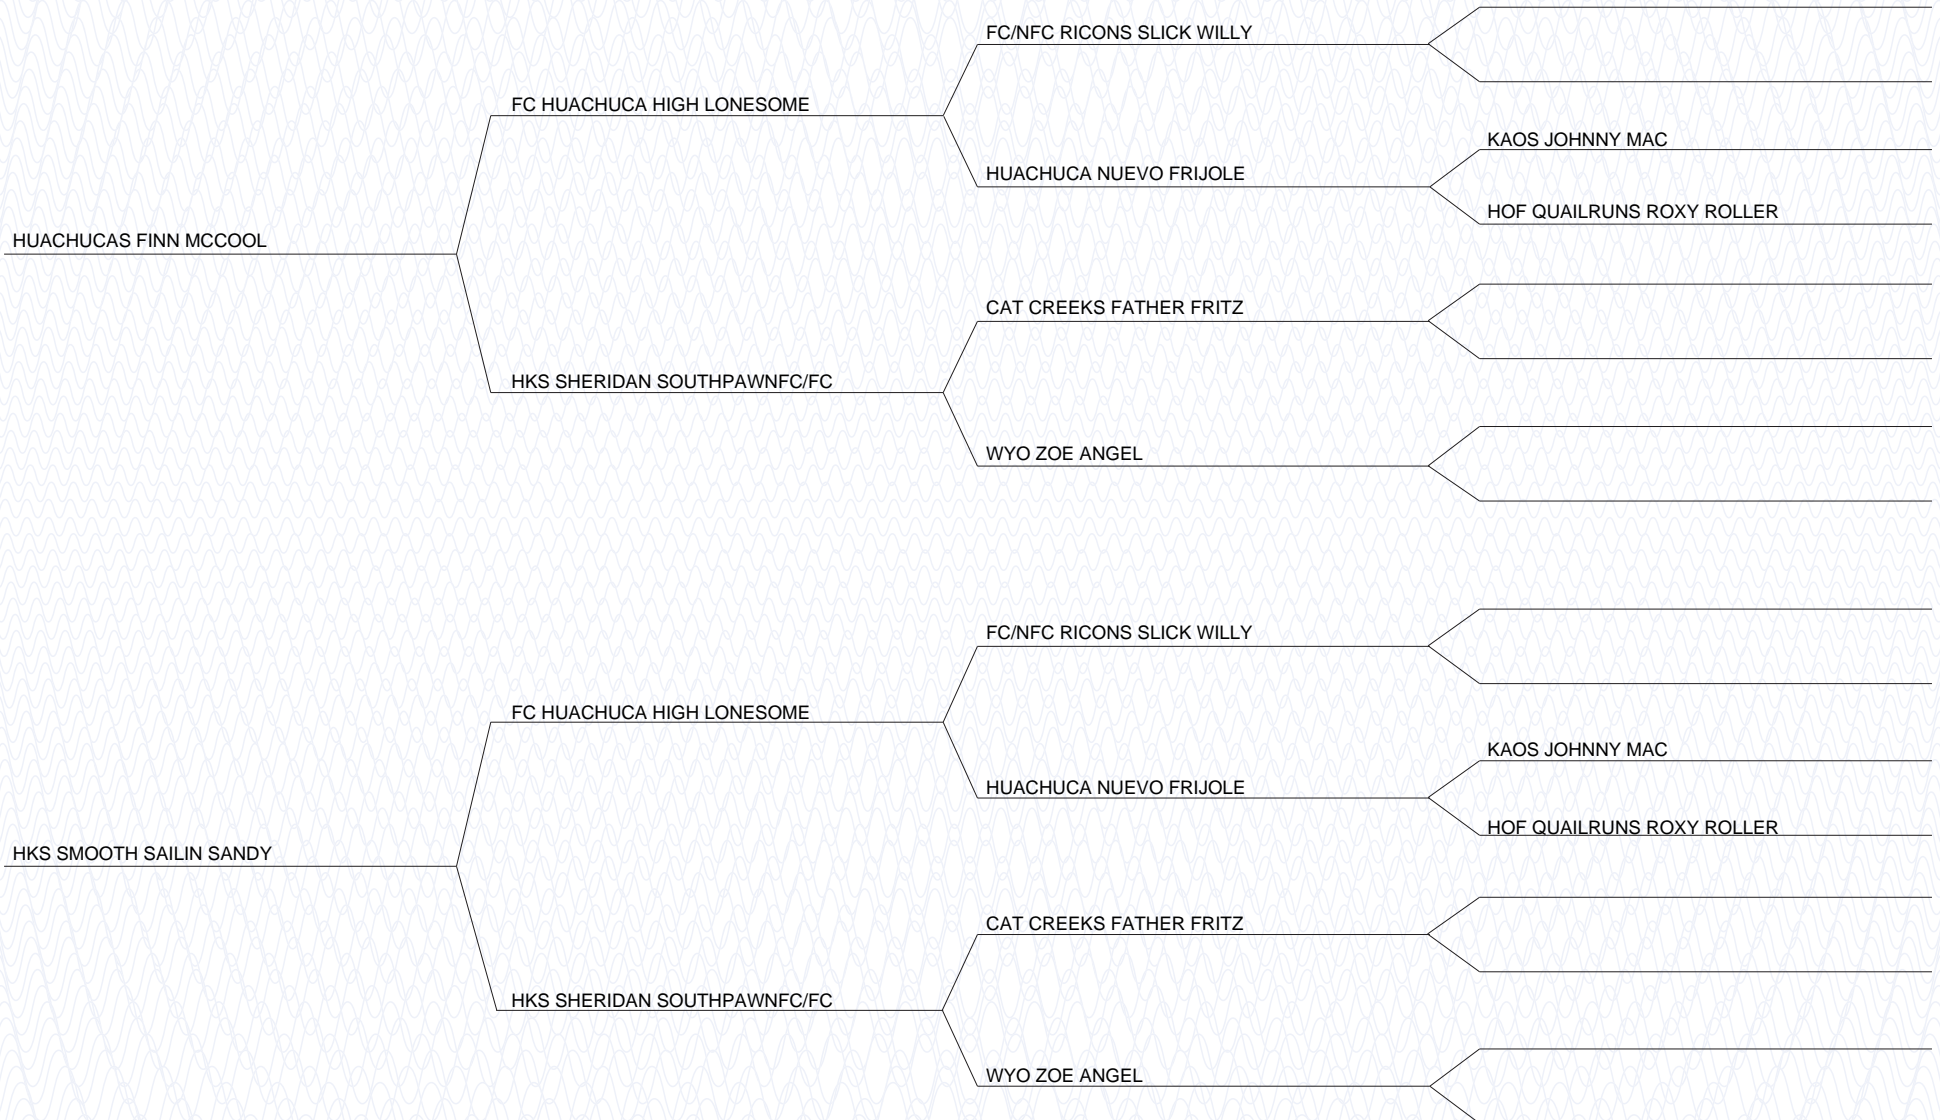 FC/NFC RICONS SLICK WILLY
FC HUACHUCA HIGH LONESOME
KAOS JOHNNY MAC
HUACHUCA NUEVO FRIJOLE
HOF QUAILRUNS ROXY ROLLER
HUACHUCAS FINN MCCOOL
CAT CREEKS FATHER FRITZ
HKS SHERIDAN SOUTHPAWNFC/FC
WYO ZOE ANGEL
FC/NFC RICONS SLICK WILLY
FC HUACHUCA HIGH LONESOME
KAOS JOHNNY MAC
HUACHUCA NUEVO FRIJOLE
HOF QUAILRUNS ROXY ROLLER
HKS SMOOTH SAILIN SANDY
CAT CREEKS FATHER FRITZ
HKS SHERIDAN SOUTHPAWNFC/FC
WYO ZOE ANGEL